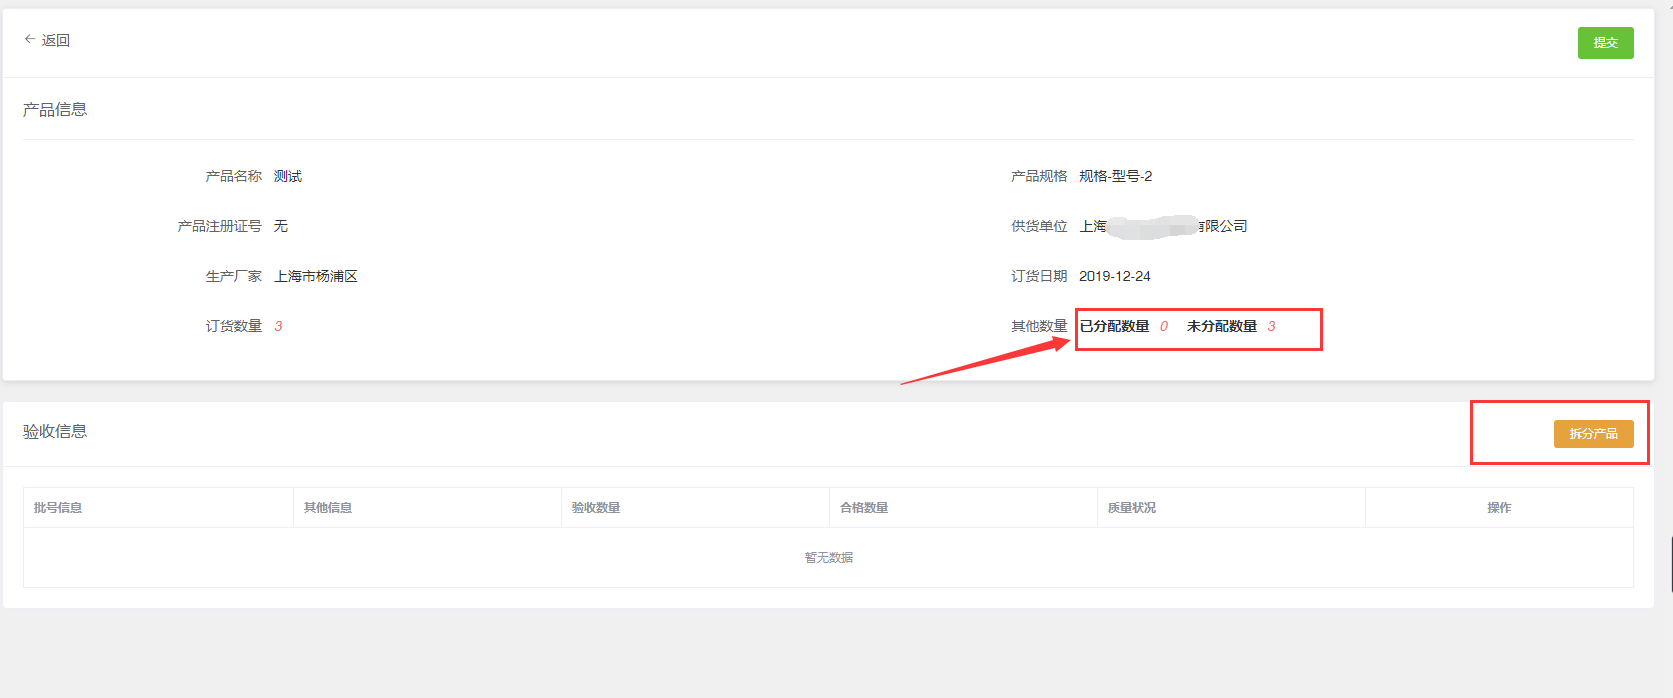 ← 返回
提交
产品信息
产品名称 测试
产品规格 规格-型号-2
产品注册证号 无
供货单位 上海 有限公司
生产厂家 上海市杨浦区
订货日期 2019-12-24
订货数量 3
其他数量 已分配数量 0 未分配数量 3
验收信息
拆分产品
批号信息 其他信息 验收数量 合格数量 质量状况 操作
暂无数据